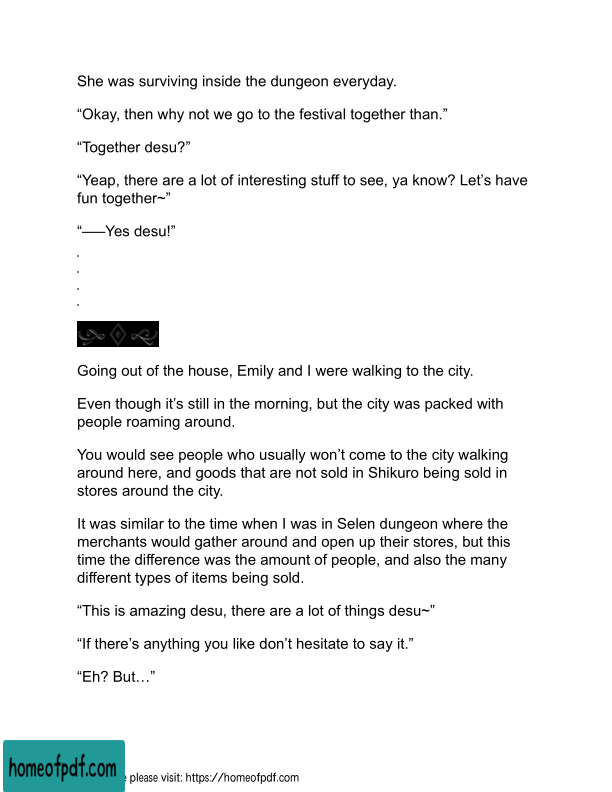 She was surviving inside the dungeon everyday.
“Okay, then why not we go to the festival together than.”
“Together desu?”
“Yeap, there are a lot of interesting stuff to see, ya know? Let’s have
fun together~”
“—–Yes desu!”
.
.
.
.
Going out of the house, Emily and I were walking to the city.
Even though it’s still in the morning, but the city was packed with
people roaming around.
You would see people who usually won’t come to the city walking
around here, and goods that are not sold in Shikuro being sold in
stores around the city.
It was similar to the time when I was in Selen dungeon where the
merchants would gather around and open up their stores, but this
time the difference was the amount of people, and also the many
different types of items being sold.
“This is amazing desu, there are a lot of things desu~”
“If there’s anything you like don’t hesitate to say it.”
“Eh? But…”
homeofpdf.com
please visit: https://homeofpdf.com